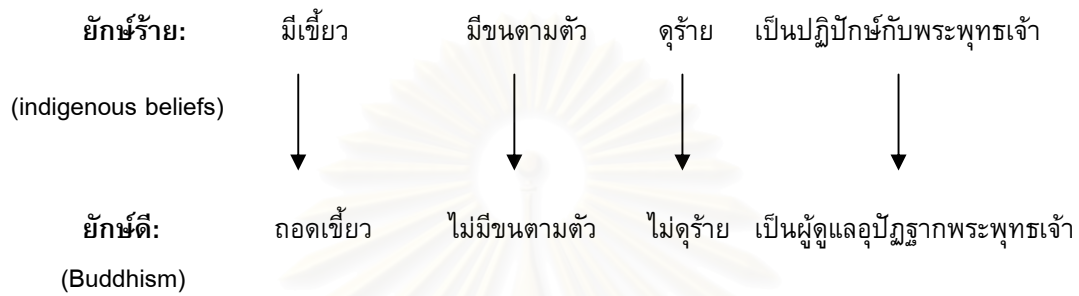 ยักษ์ร้าย: มีเขี้ยว มีขนตามตัว ดุร้าย เป็นปฏิปักษ์กับพระพุทธเจ้า
(indigenous beliefs)
ยักษ์ดี: ถอดเขี้ยว ไม่มีขนตามตัว ไม่ดุร้าย เป็นผู้ดูแลอุปัฏฐากพระพุทธเจ้า
(Buddhism)